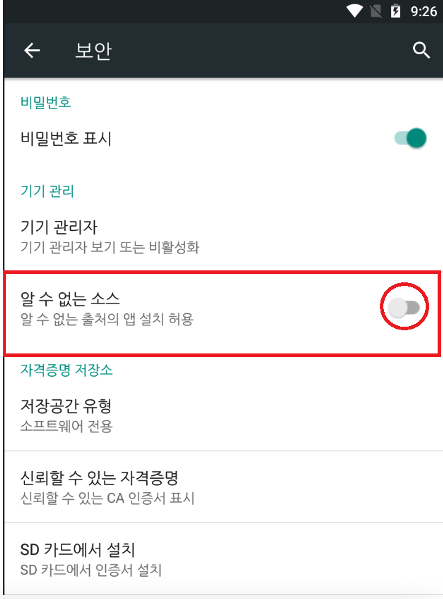 9:26
보안
비밀번호
비밀번호 표시
기기 관리
기기 관리자
기기 관리자 보기 또는 비활성화
알 수 없는 소스
알 수 없는 출처의 앱 설치 허용
자격증명 저장소
저장공간 유형
소프트웨어 전용
신뢰할 수 있는 자격증명
신뢰할 수 있는 CA 인증서 표시
SD 카드에서 설치
SD 카드에서 인증서 설치